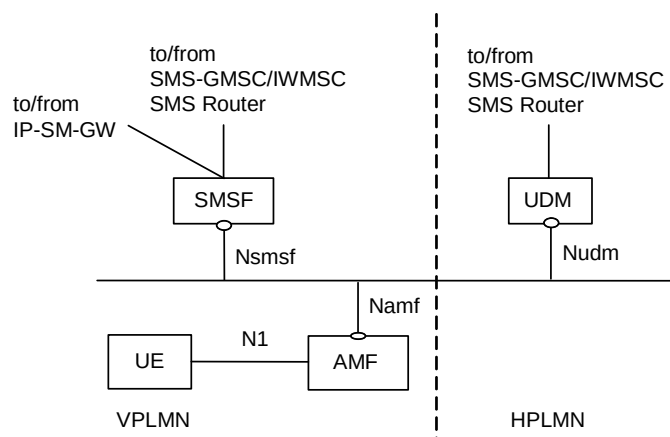 to/from
SMS-GMSC/IWMSC
SMS Router
to/from
IP-SM-GW
to/from
SMS-GMSC/IWMSC
SMS Router
SMSF
UDM
Nsmsf
Nudm
Namf
UE
N1
AMF
VPLMN
HPLMN